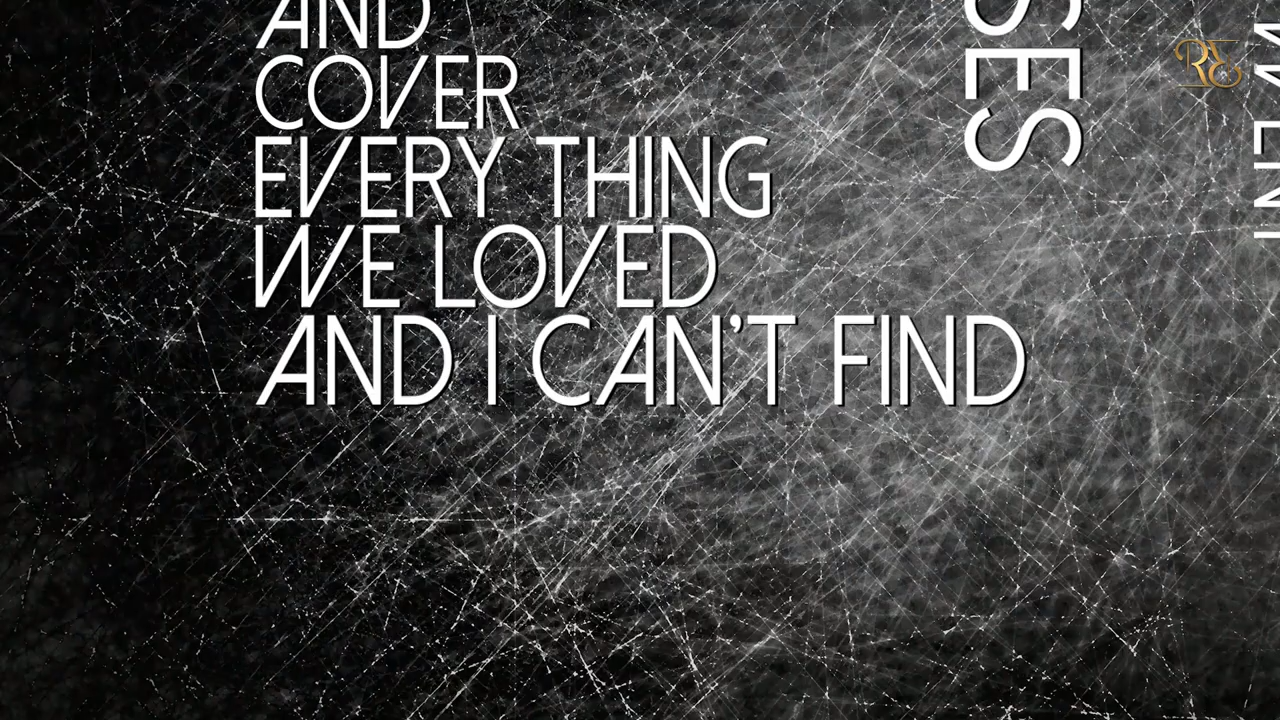 AND
COVER
EVERY THING
WE LOVED
AND I CAN'T FIND